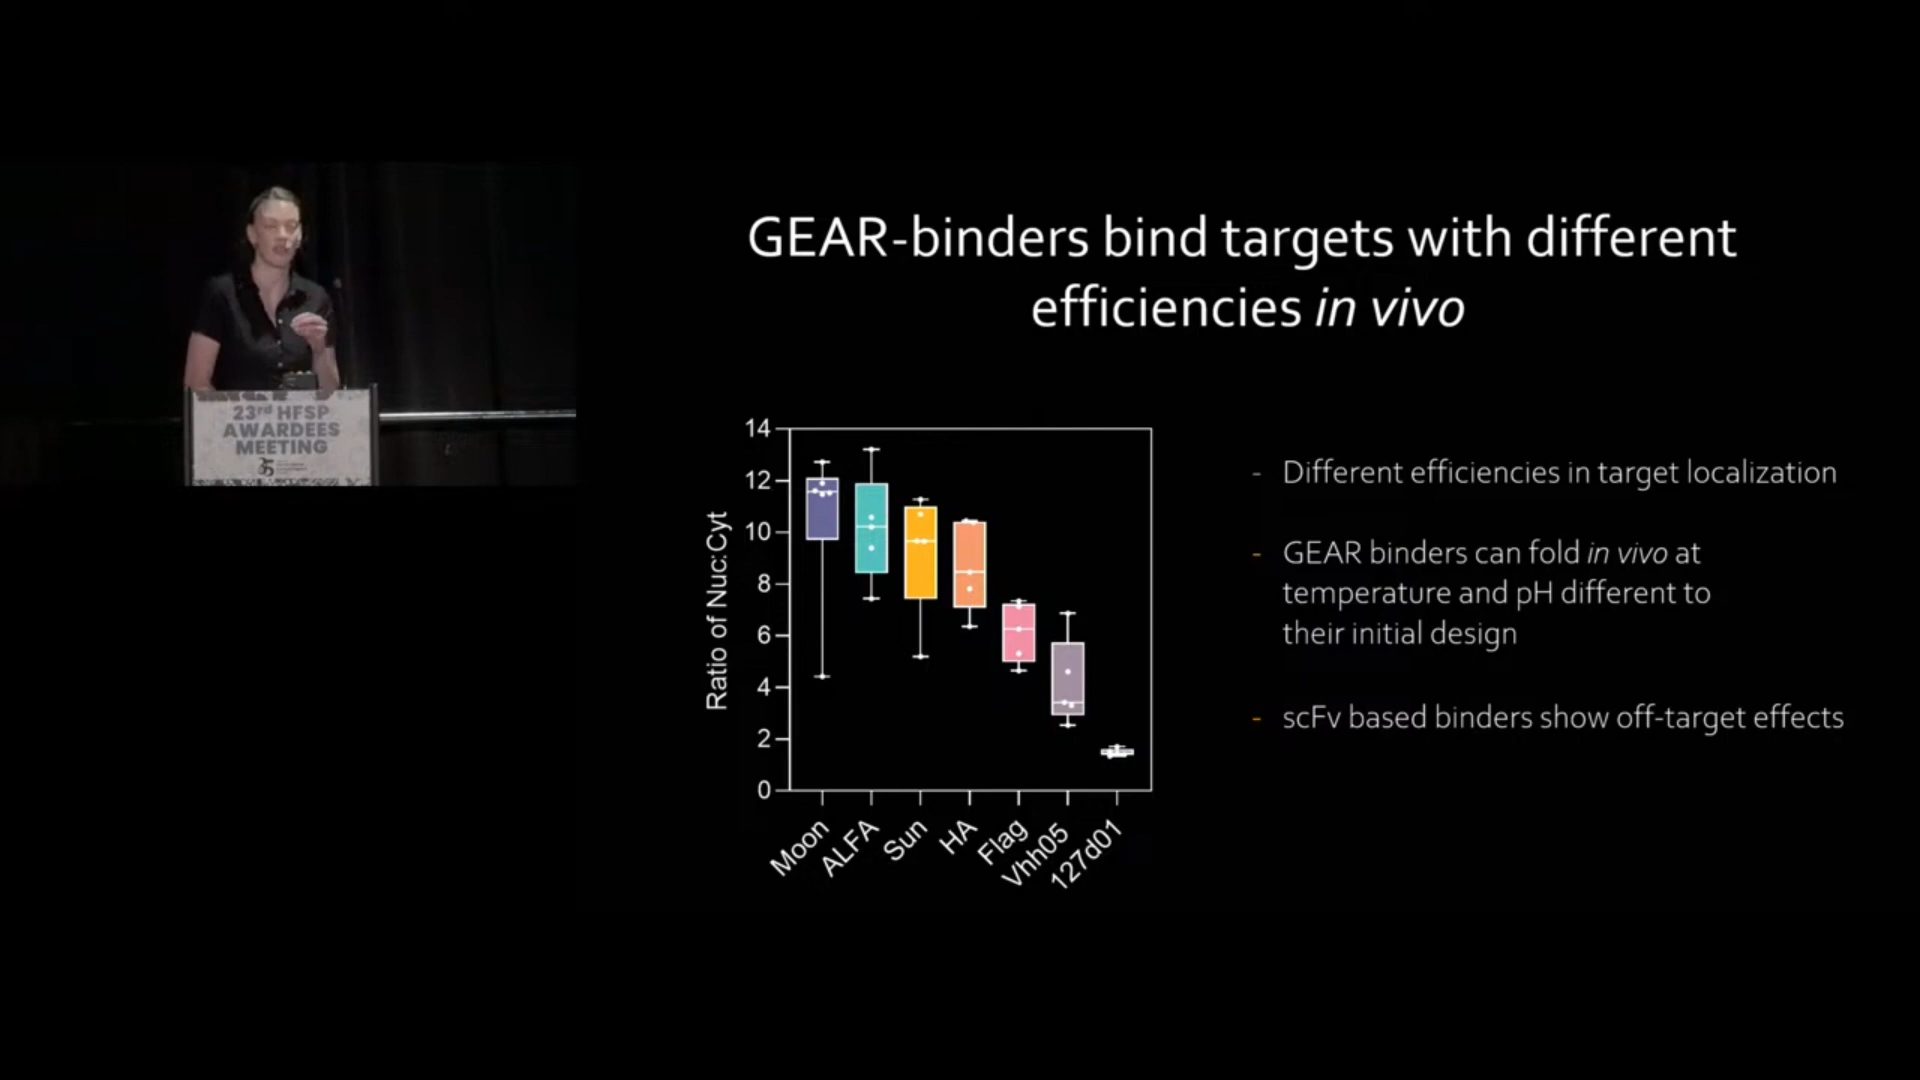 GEAR-binders bind targets with different
efficiencies in vivo
23rd HFSP
AWARDEES
MEETING
14
12
10
8
6
4
2
0
Ratio of Nuc:Cyt
Moon
ALFA
Sun
HA
Flag
Vhh05
127d01
- Different efficiencies in target localization
- GEAR binders can fold in vivo at
temperature and pH different to
their initial design
- scFv based binders show off-target effects